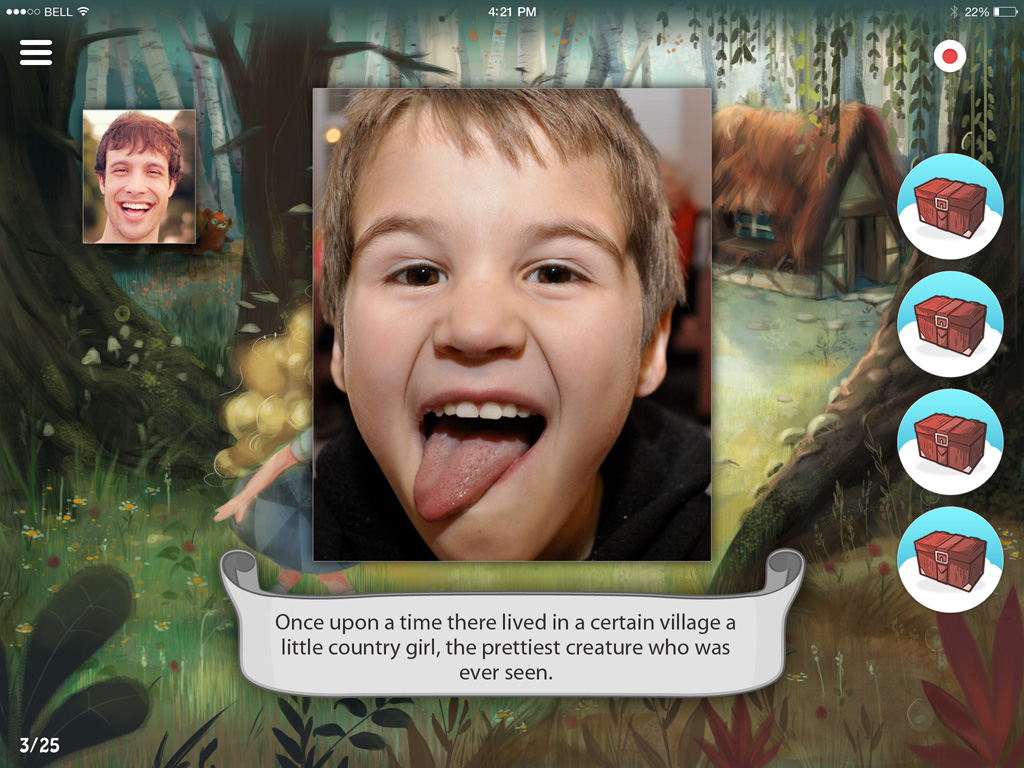 BELL
4:21 PM
22%
Once upon a time there lived in a certain village a
little country girl, the prettiest creature who was
ever seen.
3/25